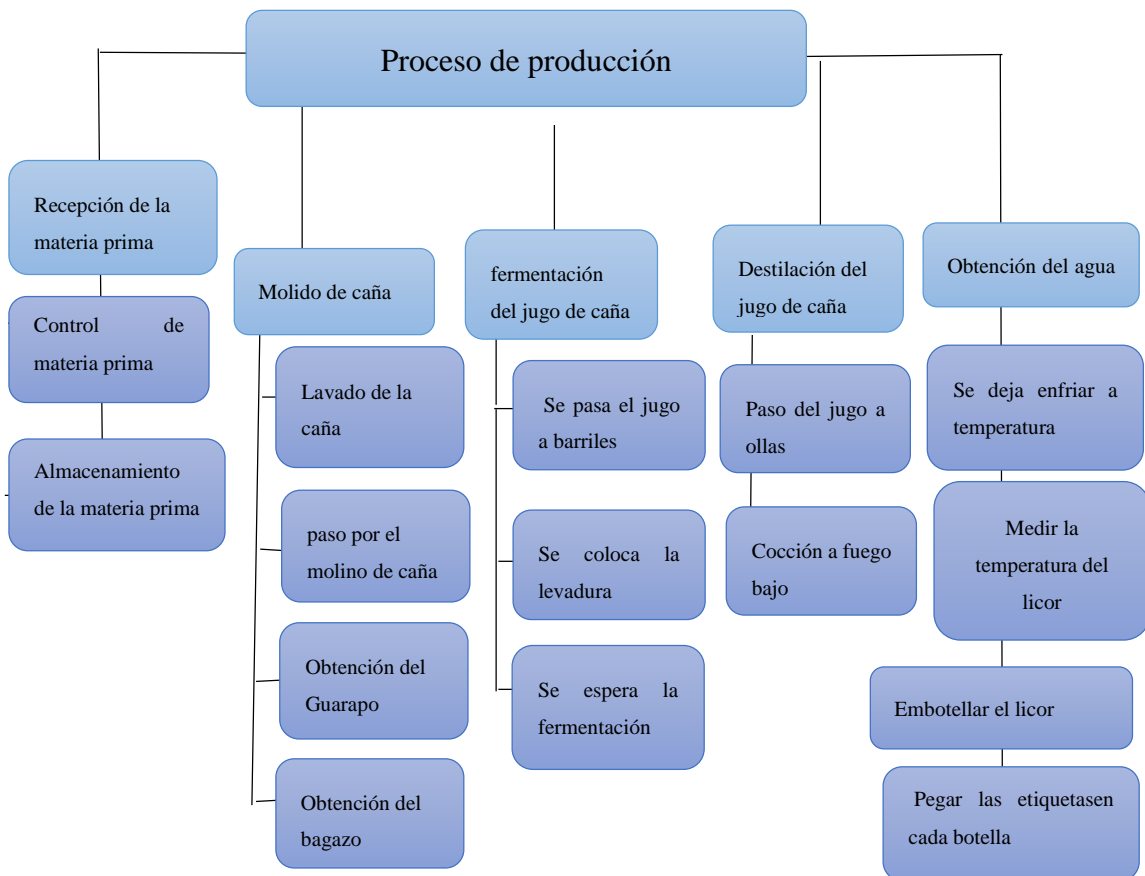 Proceso de producción
Recepción de la
materia prima
Control de
materia prima
Almacenamiento
de la materia prima
Molido de caña
Lavado de la
caña
paso por el
molino de caña
Obtención del
Guarapo
Obtención del
bagazo
fermentación
del jugo de caña
Se pasa el jugo
a barriles
Se coloca la
levadura
Se espera la
fermentación
Destilación del
jugo de caña
Paso del jugo a
ollas
Cocción a fuego
bajo
Obtención del agua
Se deja enfriar a
temperatura
Medir la
temperatura del
licor
Embotellar el licor
Pegar las etiquetasen
cada botella